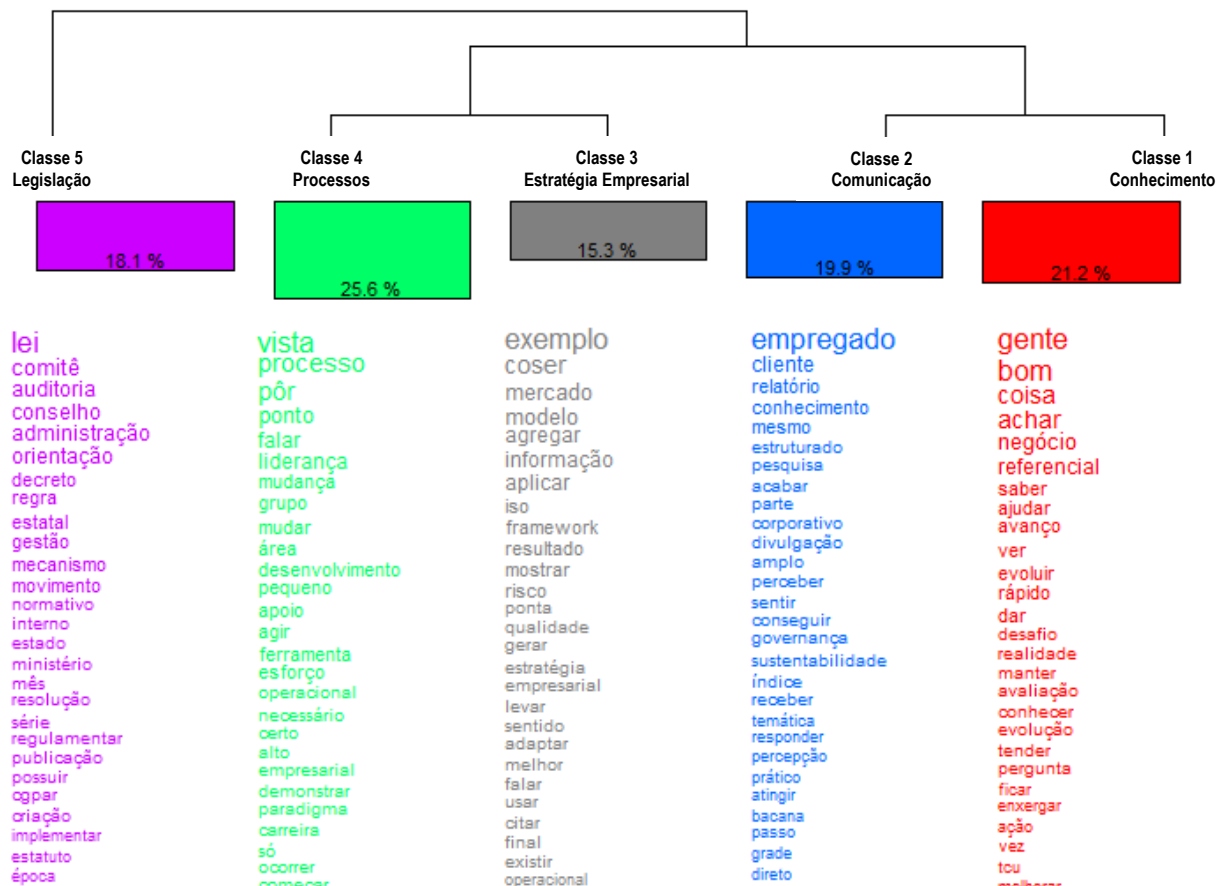 Classe 5
Legislação
Classe 4
Processos
Classe 3
Estratégia Empresarial
Classe 2
Comunicação
Classe 1
Conhecimento
18.1 %
25.6 %
15.3 %
19.9 %
21.2 %
lei
comitê
auditoria
conselho
administração
orientação
decreto
regra
estatal
gestão
mecanismo
movimento
normativo
interno
estado
ministério
mês
resolução
série
regulamentar
publicação
possuir
cgpar
criação
implementar
estatuto
época
vista
processo
pôr
ponto
falar
liderança
mudança
grupo
mudar
área
desenvolvimento
pequeno
apoio
agir
ferramenta
esforço
operacional
necessário
certo
alto
empresarial
demonstrar
paradigma
carreira
só
ocorrer
começar
exemplo
coser
mercado
modelo
agregar
informação
aplicar
iso
framework
resultado
mostrar
risco
ponta
qualidade
gerar
estratégia
empresarial
levar
sentido
adaptar
melhor
falar
usar
citar
final
existir
operacional
empregado
cliente
relatório
conhecimento
mesmo
estruturado
pesquisa
acabar
parte
corporativo
divulgação
amplo
perceber
sentir
conseguir
governança
sustentabilidade
índice
receber
temática
responder
percepção
prático
atingir
bacana
passo
grade
direto
gente
bom
coisa
achar
negócio
referencial
saber
ajudar
avanço
ver
evoluir
rápido
dar
desafio
realidade
manter
avaliação
conhecer
evolução
tender
pergunta
ficar
enxergar
ação
vez
tcu
melhorar